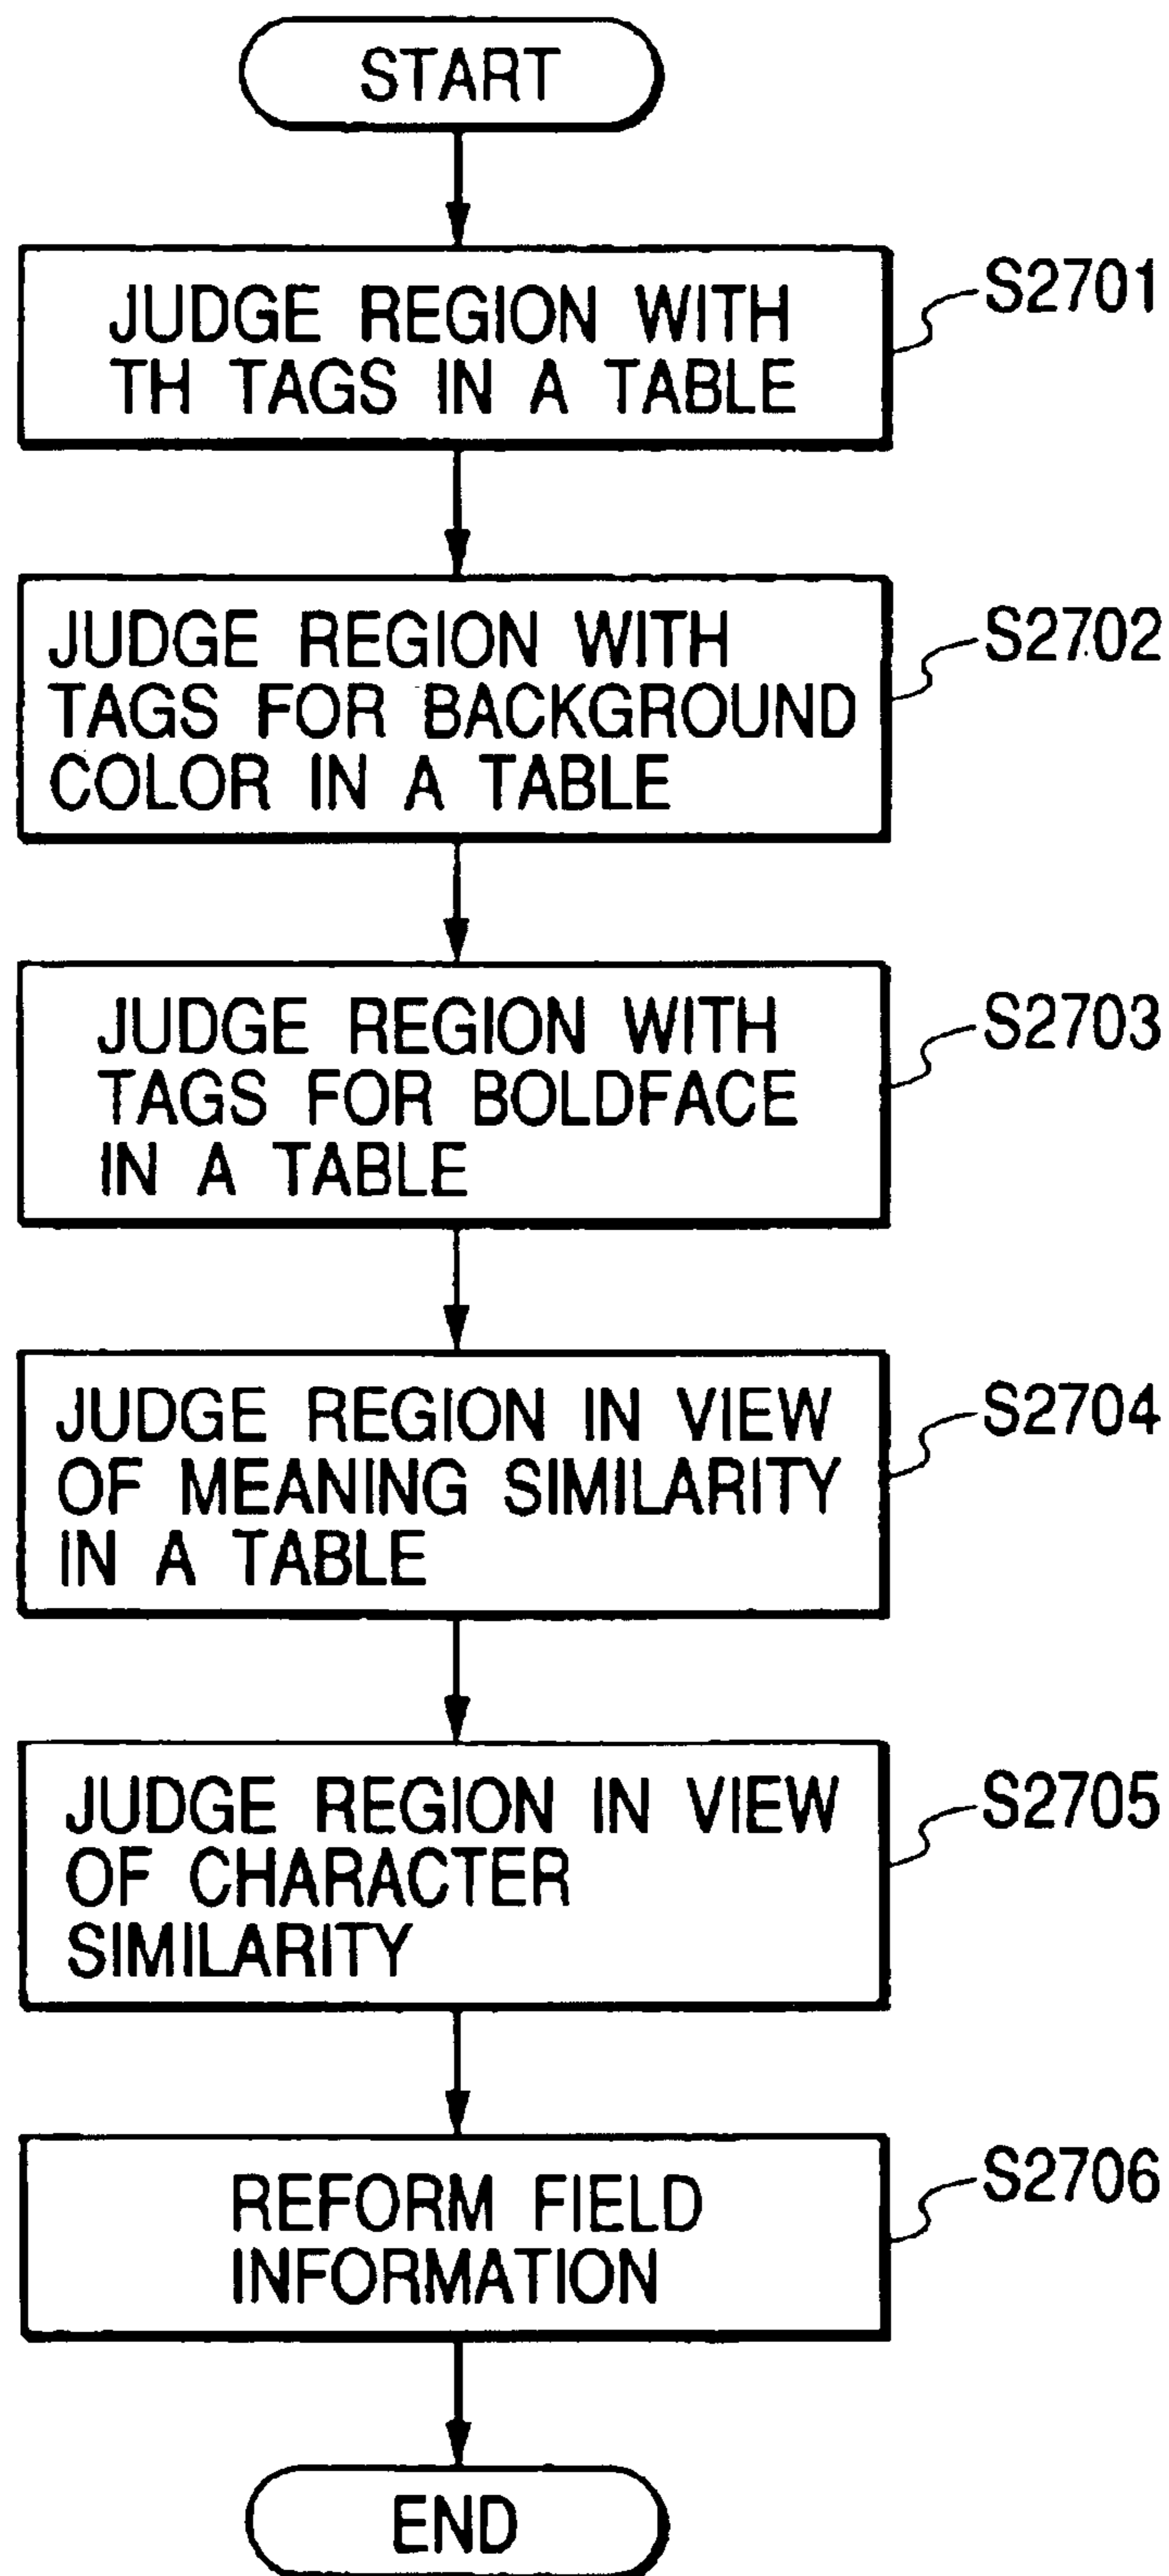 START
JUDGE REGION WITH
TH TAGS IN A TABLE
S2701
JUDGE REGION WITH
TAGS FOR BACKGROUND
COLOR IN A TABLE
S2702
JUDGE REGION WITH
TAGS FOR BOLDFACE
IN A TABLE
S2703
JUDGE REGION IN VIEW
OF MEANING SIMILARITY
IN A TABLE
S2704
JUDGE REGION IN VIEW
OF CHARACTER
SIMILARITY
S2705
REFORM FIELD
INFORMATION
S2706
END